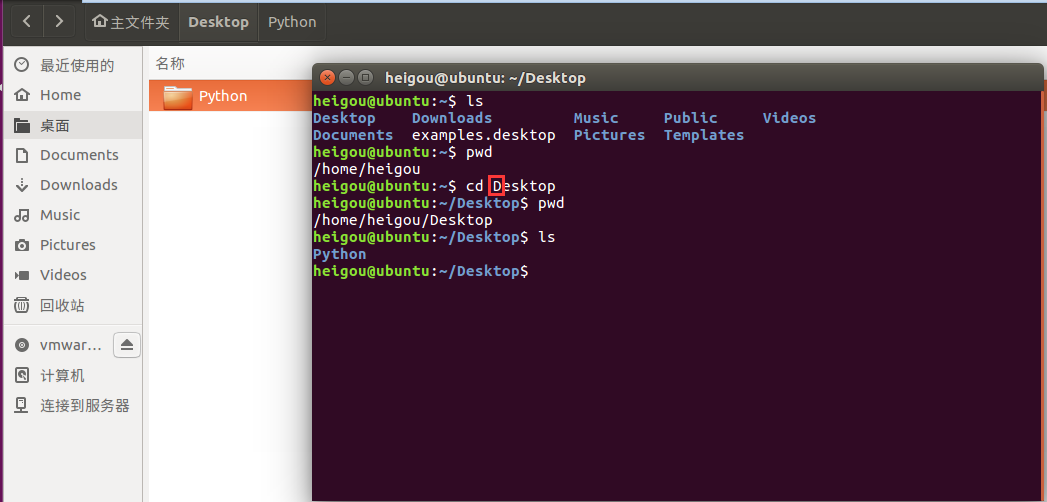 主文件夹 Desktop Python
最近使用的
Home
桌面
Documents
Downloads
Music
Pictures
Videos
回收站
vmwar...
计算机
连接到服务器
名称
Python
heigou@ubuntu: ~/Desktop
heigou@ubuntu:~$ ls
Desktop Downloads Music Public Videos
Documents examples.desktop Pictures Templates
heigou@ubuntu:~$ pwd
/home/heigou
heigou@ubuntu:~$ cd Desktop
heigou@ubuntu:~/Desktop$ pwd
/home/heigou/Desktop
heigou@ubuntu:~/Desktop$ ls
Python
heigou@ubuntu:~/Desktop$